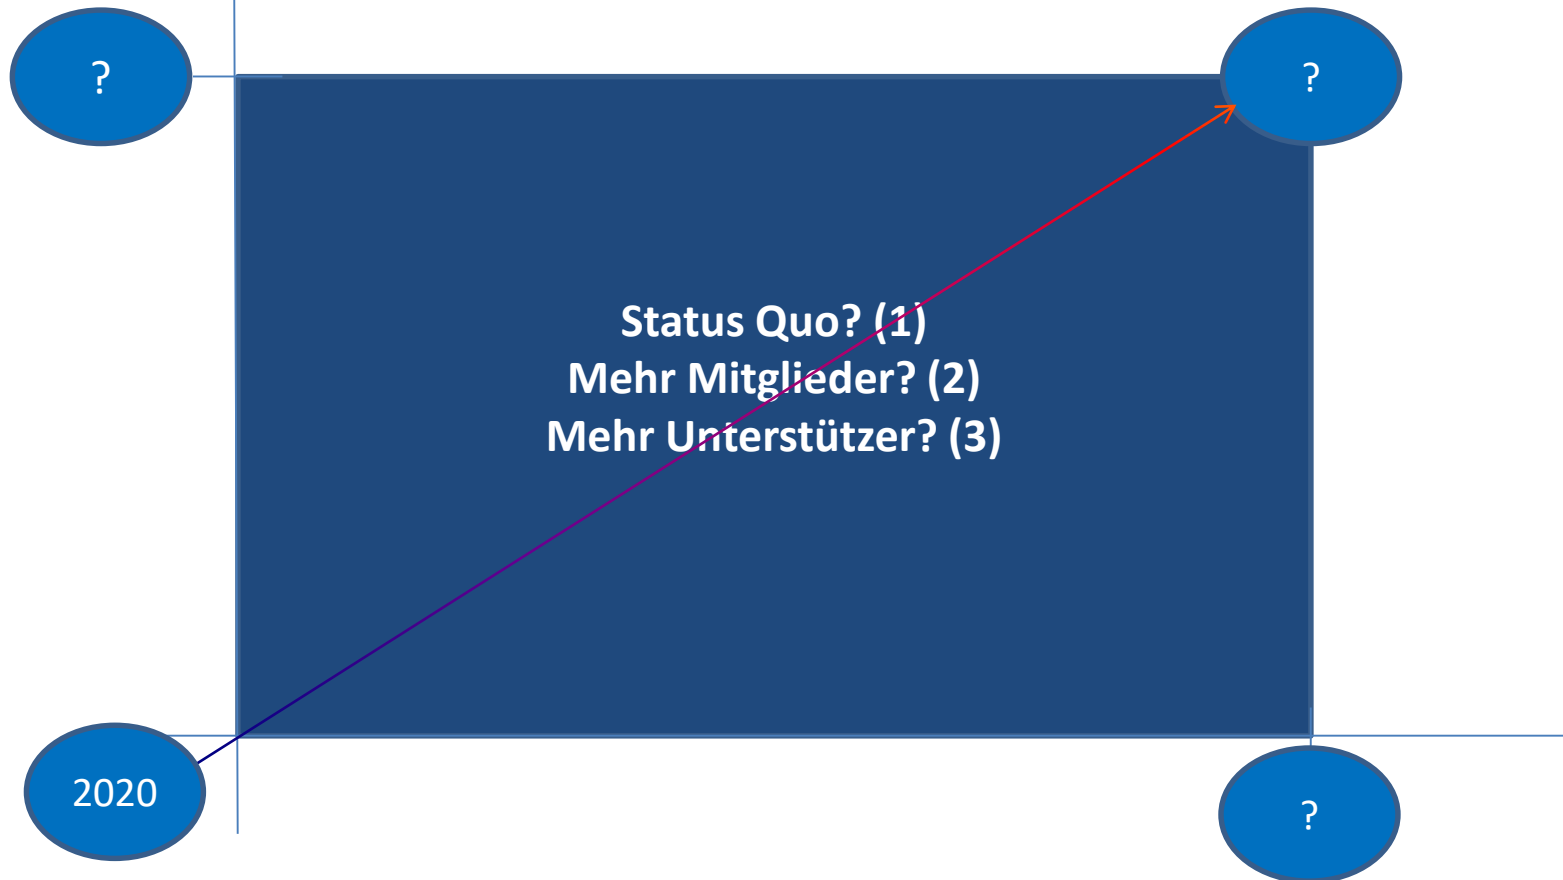 ?
?
Status Quo? (1)
Mehr Mitglieder? (2)
Mehr Unterstützer? (3)
2020
?